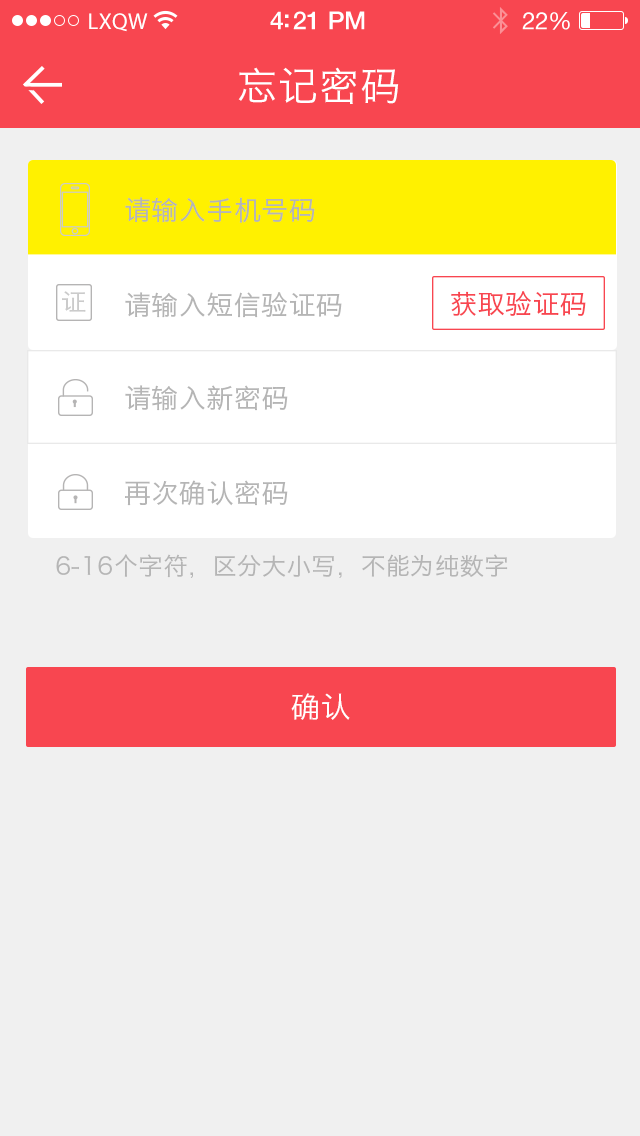 LXQW 4:21 PM 22%
忘记密码
请输入手机号码
证 请输入短信验证码 获取验证码
请输入新密码
再次确认密码
6-16个字符，区分大小写，不能为纯数字
确认